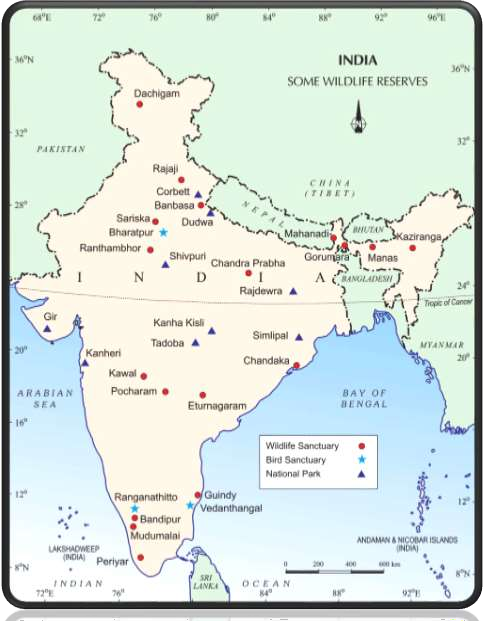 68°E 72°E 76° 80° 84° 88° 92° 96°E
INDIA
SOME WILDLIFE RESERVES
N
36°N 36°N
Dachigam
32° 32°
PAKISTAN
Rajaji
Corbett
Banbasa
CHINA
(TIBET)
28° 28°
Sariska
Bharatpur
Dudwa
NEPAL
Mahanadi
BHUTAN
Kaziranga
Ranthambhor
Shivpuri
Chandra Prabha
Gorumara
Manas
I N D I A
BANGLADESH
Rajdewra
24°
Tropic of Cancer
Gir
Kanha Kisli
Tadoba
Simlipal
MYANMAR
20° 20°
Kanheri
Chandaka
Kawal
Pocharam
Eturnagaram
ARABIAN
SEA
BAY OF
BENGAL
16°
Wildlife Sanctuary
Bird Sanctuary
National Park
12° 12°
Ranganathitto
Guindy
Vedanthangal
Bandipur
Mudumalai
LAKSHADWEEP
(INDIA)
ANDAMAN & NICOBAR ISLANDS
(INDIA)
Periyar
8°N 8°N
0 200 400 600 km
INDIAN OCEAN
SRI
LANKA
72°E 76° 84° 88° 92°E